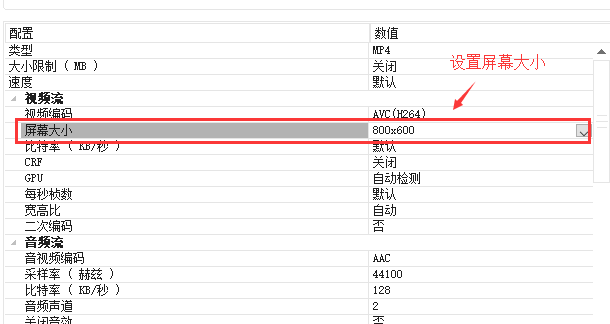 配置 数值
类型 MP4
设置屏幕大小
大小限制 ( MB ) 关闭
速度 默认
视频流
视频编码 AVC(H264)
屏幕大小 800x600
比特率 ( KB/秒 ) 默认
CRF 关闭
GPU 自动检测
每秒桢数 默认
宽高比 自动
二次编码 否
音频流
音视频编码 AAC
采样率 ( 赫兹 ) 44100
比特率 ( KB/秒 ) 128
音频声道 2
关闭音效 否